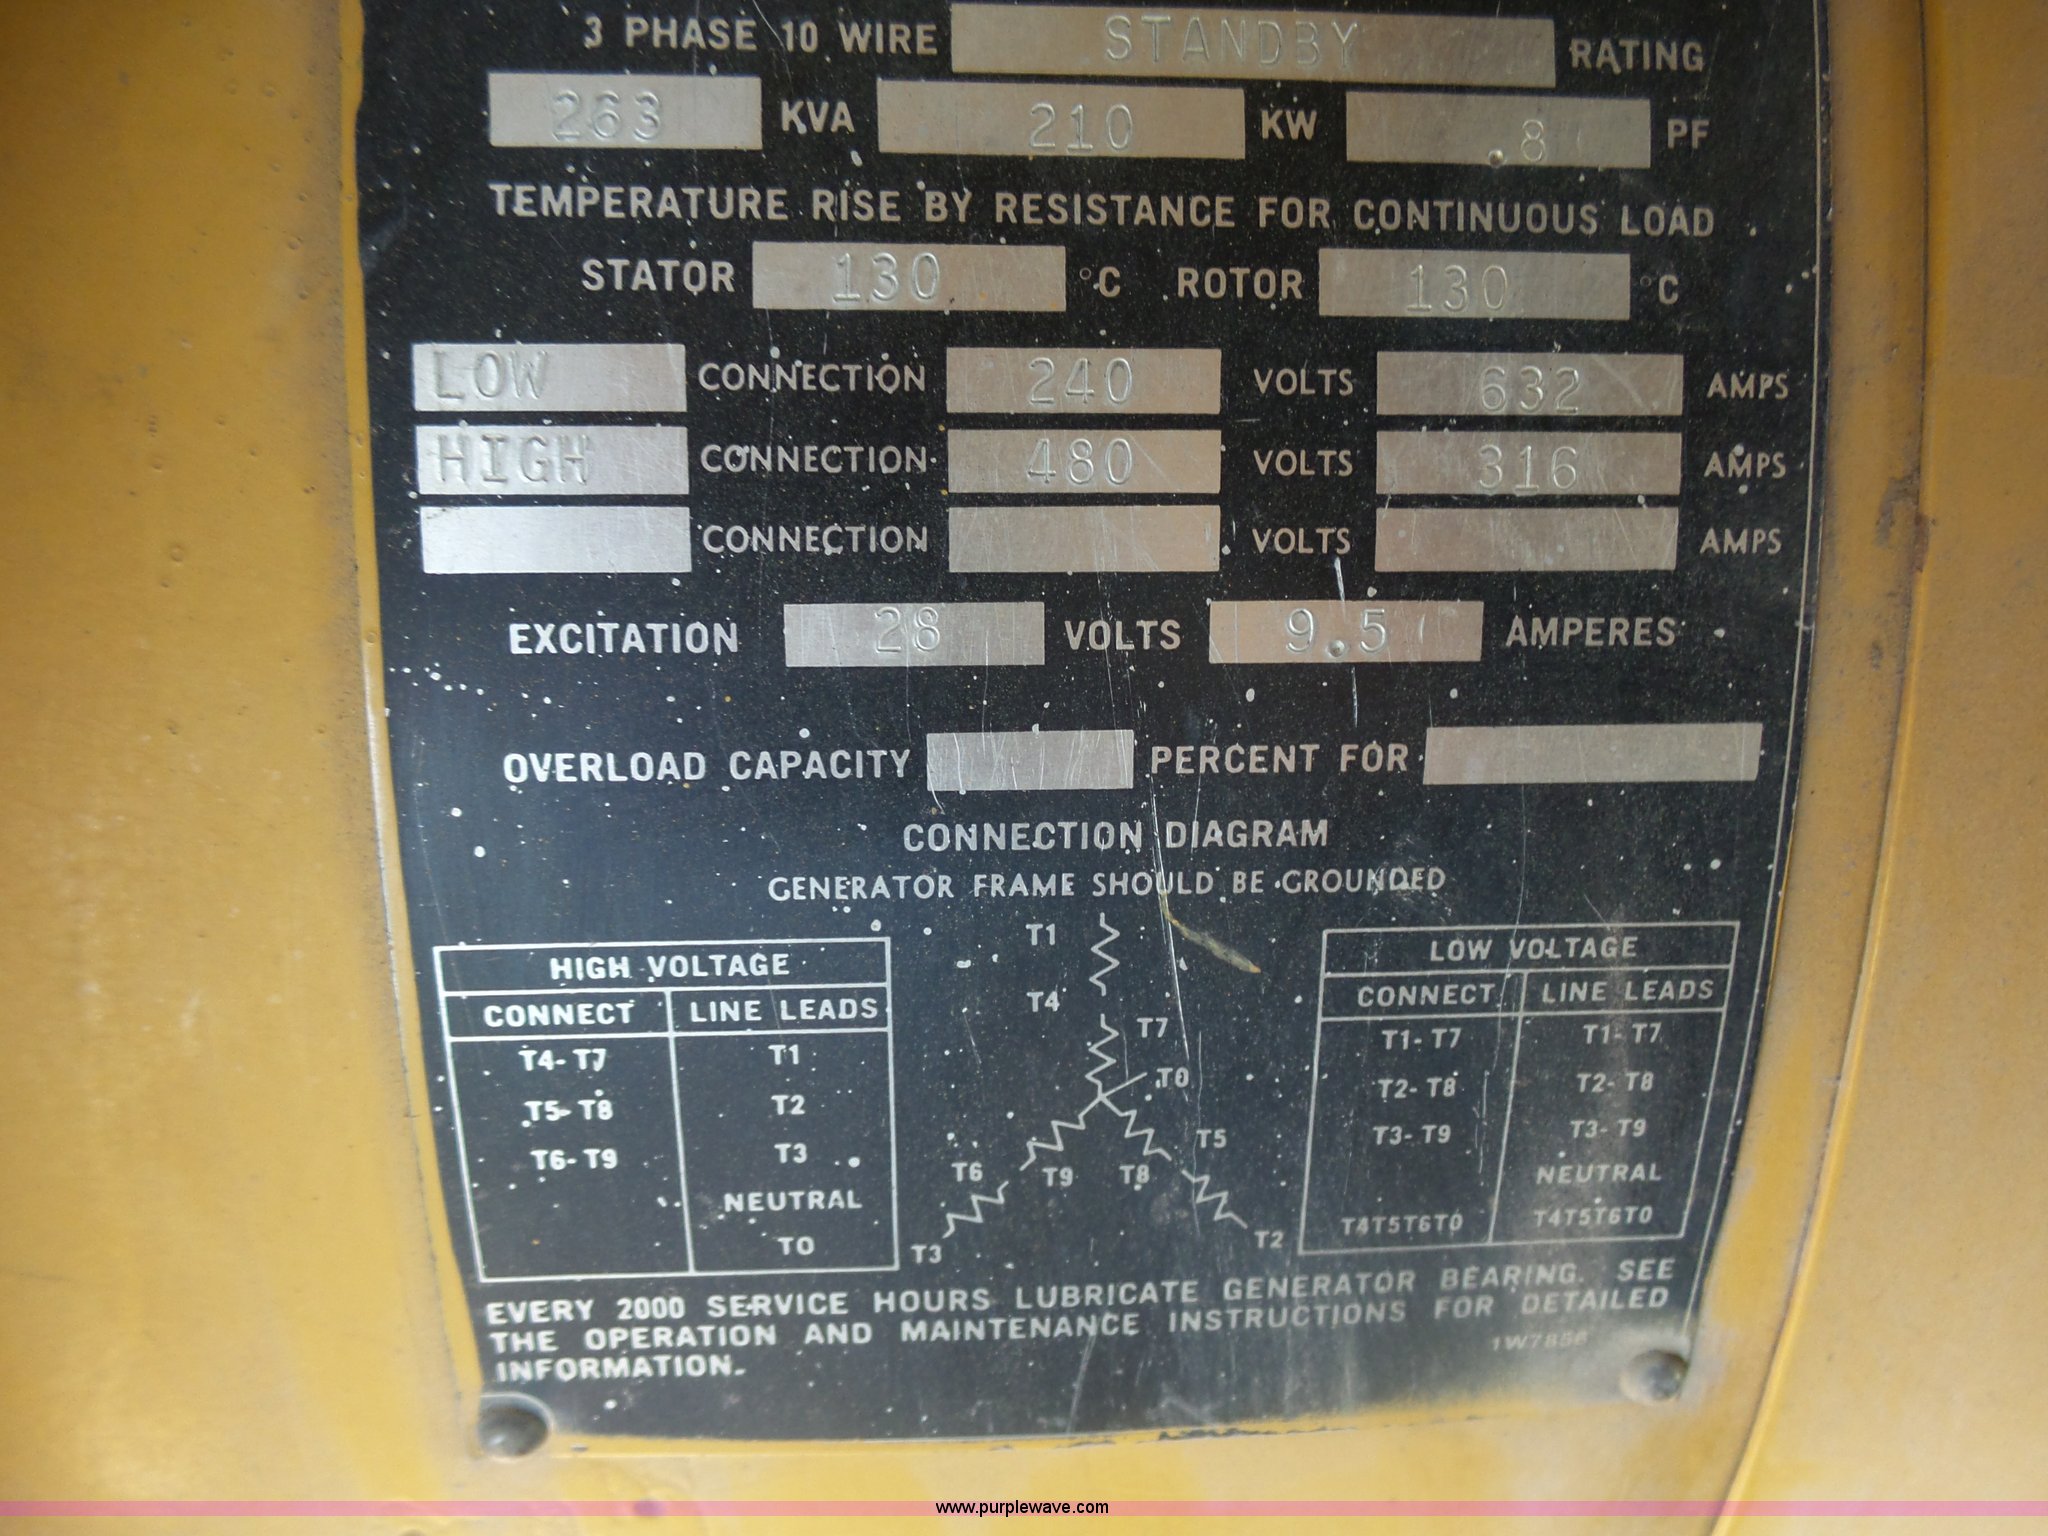 3 PHASE 10 WIRE STANDBY RATING
263 KVA 210 KW .8 PF
TEMPERATURE RISE BY RESISTANCE FOR CONTINUOUS LOAD
STATOR 130 °C ROTOR 130 °C
LOW CONNECTION 240 VOLTS 632 AMPS
HIGH CONNECTION 480 VOLTS 316 AMPS
CONNECTION VOLTS AMPS
EXCITATION 28 VOLTS 9.5 AMPERES
OVERLOAD CAPACITY PERCENT FOR
CONNECTION DIAGRAM
GENERATOR FRAME SHOULD BE GROUNDED
HIGH VOLTAGE
CONNECT LINE LEADS
T4-T7 T1
T5-T8 T2
T6-T9 T3
NEUTRAL
T0
T1
T4
T7
T0
T5
T6 T9 T8
T3 T2
LOW VOLTAGE
CONNECT LINE LEADS
T1-T7 T1-T7
T2-T8 T2-T8
T3-T9 T3-T9
NEUTRAL
T4T5T6T0 T4T5T6T0
EVERY 2000 SERVICE HOURS LUBRICATE GENERATOR BEARING. SEE
THE OPERATION AND MAINTENANCE INSTRUCTIONS FOR DETAILED
INFORMATION.
1W7856
www.purplewave.com